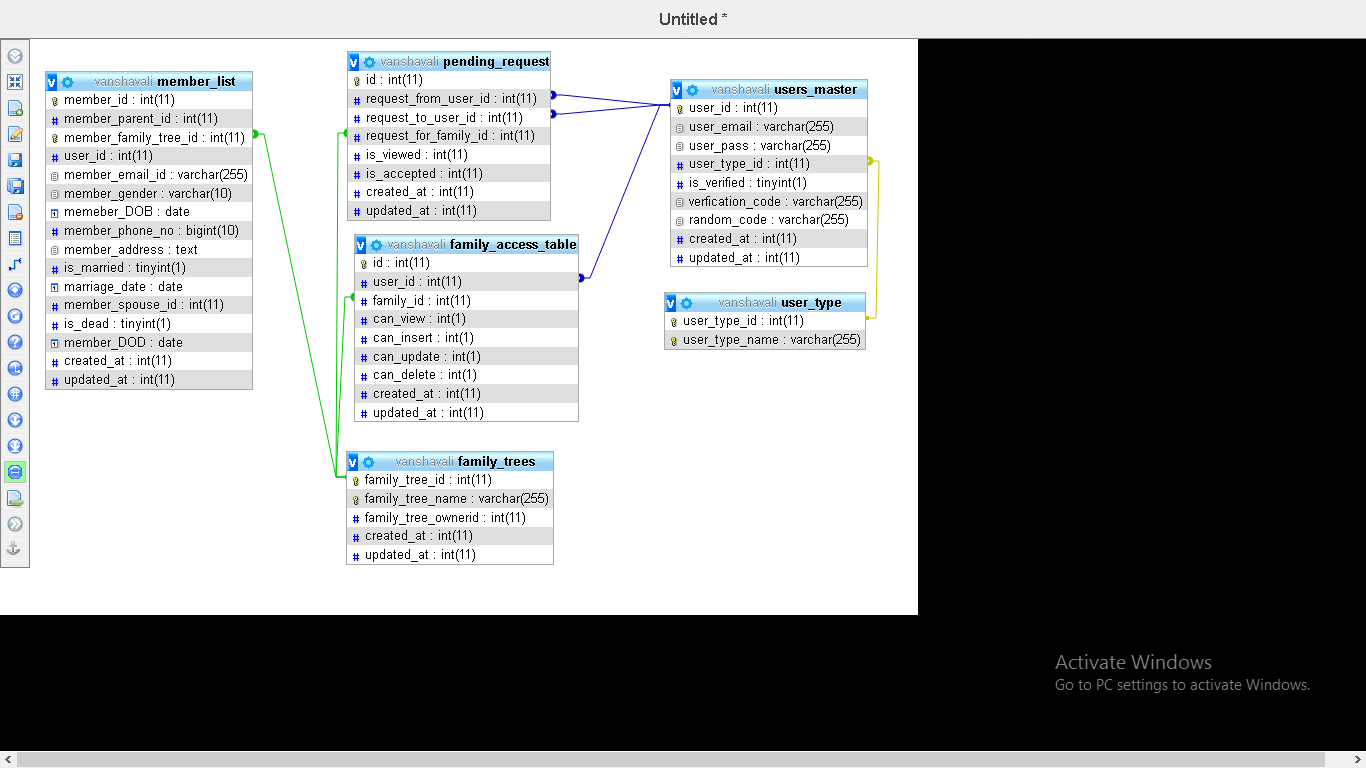 Untitled *
vanshavali member_list
member_id : int(11)
member_parent_id : int(11)
member_family_tree_id : int(11)
user_id : int(11)
member_email_id : varchar(255)
member_gender : varchar(10)
memeber_DOB : date
member_phone_no : bigint(10)
member_address : text
is_married : tinyint(1)
marriage_date : date
member_spouse_id : int(11)
is_dead : tinyint(1)
member_DOD : date
created_at : int(11)
updated_at : int(11)
vanshavali pending_request
id : int(11)
request_from_user_id : int(11)
request_to_user_id : int(11)
request_for_family_id : int(11)
is_viewed : int(11)
is_accepted : int(11)
created_at : int(11)
updated_at : int(11)
vanshavali family_access_table
id : int(11)
user_id : int(11)
family_id : int(11)
can_view : int(1)
can_insert : int(1)
can_update : int(1)
can_delete : int(1)
created_at : int(11)
updated_at : int(11)
vanshavali family_trees
family_tree_id : int(11)
family_tree_name : varchar(255)
family_tree_ownerid : int(11)
created_at : int(11)
updated_at : int(11)
vanshavali users_master
user_id : int(11)
user_email : varchar(255)
user_pass : varchar(255)
user_type_id : int(11)
is_verified : tinyint(1)
verfication_code : varchar(255)
random_code : varchar(255)
created_at : int(11)
updated_at : int(11)
vanshavali user_type
user_type_id : int(11)
user_type_name : varchar(255)
Activate Windows
Go to PC settings to activate Windows.